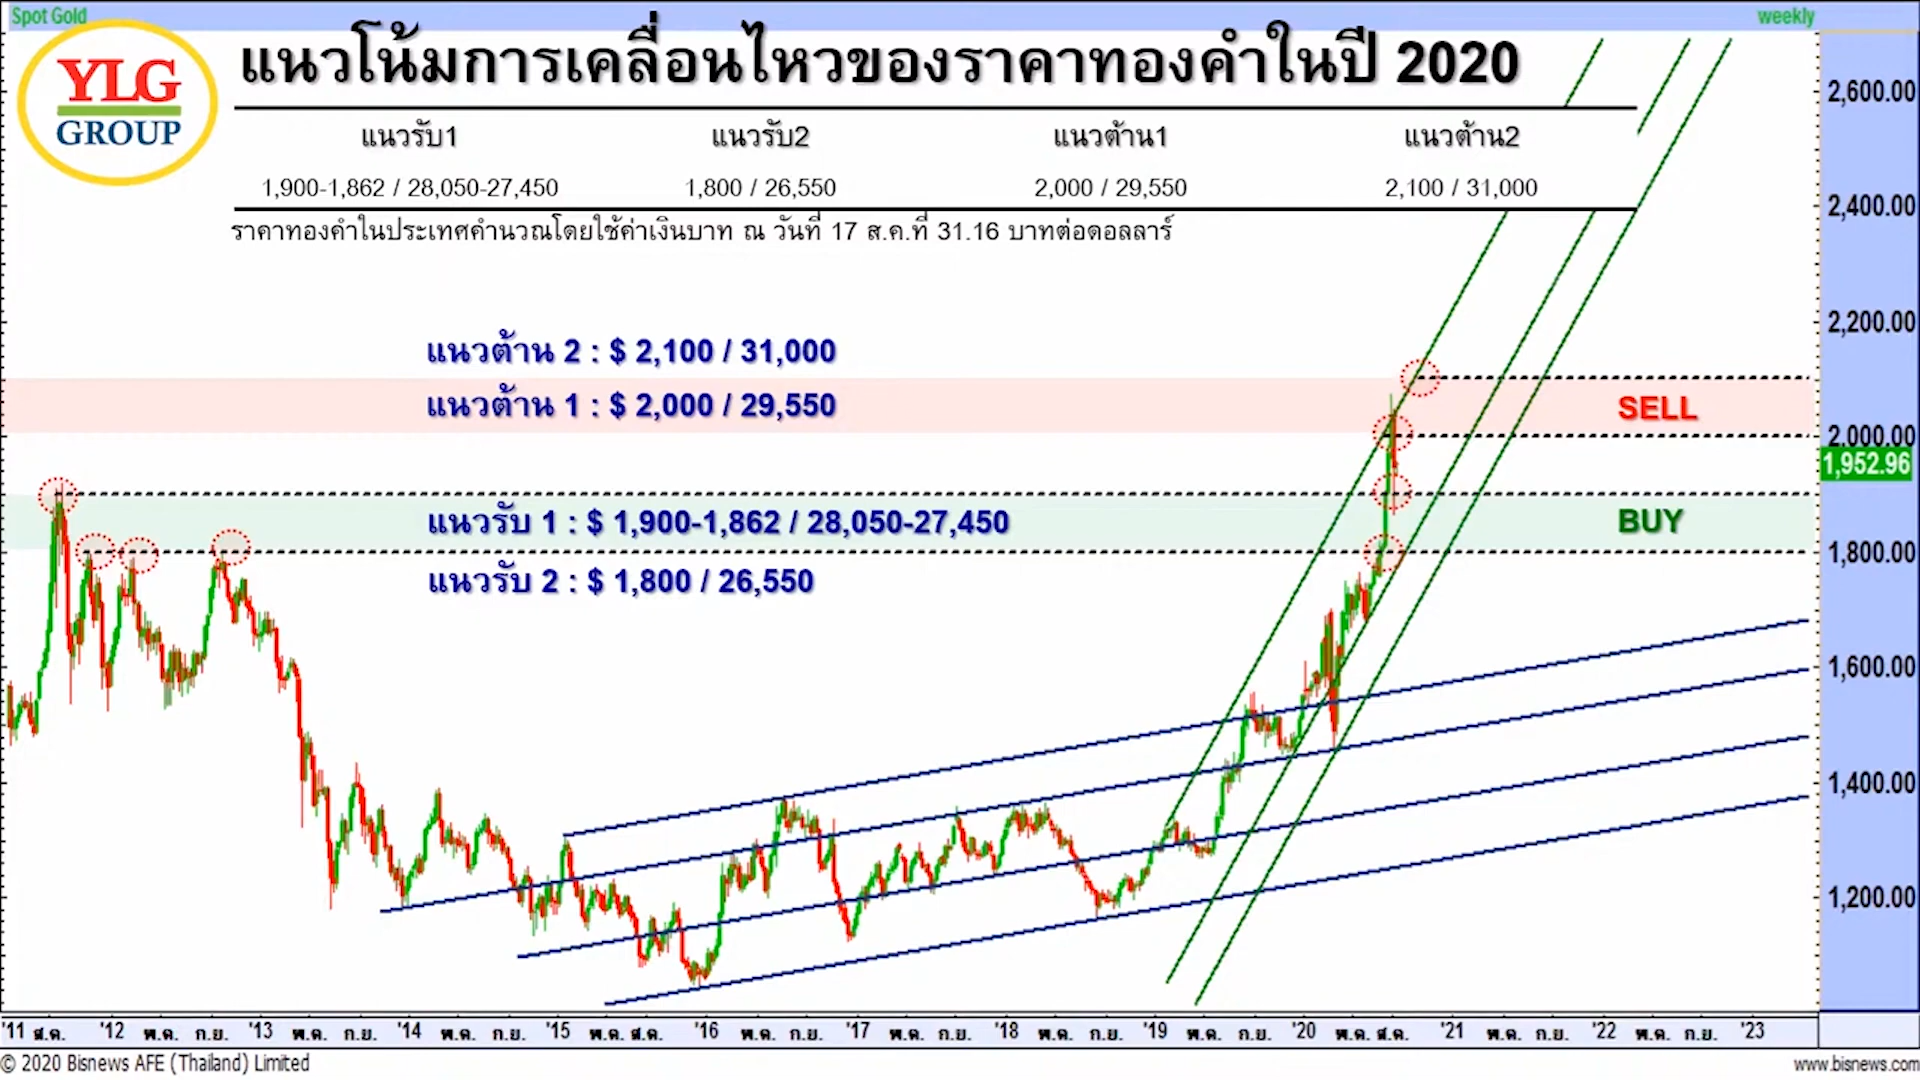 Spot Gold
weekly
YLG
GROUP
แนวโน้มการเคลื่อนไหวของราคาทองคำในปี 2020
แนวรับ1 แนวรับ2 แนวต้าน1 แนวต้าน2
1,900-1,862 / 28,050-27,450 1,800 / 26,550 2,000 / 29,550 2,100 / 31,000
ราคาทองคำในประเทศคำนวณโดยใช้ค่าเงินบาท ณ วันที่ 17 ส.ค.ที่ 31.16 บาทต่อดอลลาร์
2,600.00
2,400.00
2,200.00
แนวต้าน 2 : $ 2,100 / 31,000
แนวต้าน 1 : $ 2,000 / 29,550
SELL
2,000.00
1,952.96
แนวรับ 1 : $ 1,900-1,862 / 28,050-27,450
BUY
1,800.00
แนวรับ 2 : $ 1,800 / 26,550
1,600.00
1,400.00
1,200.00
'11 ส.ค. '12 พ.ค. ก.ย. '13 พ.ค. ก.ย. '14 พ.ค. ก.ย. '15 พ.ค. ส.ค. '16 พ.ค. ก.ย. '17 พ.ค. ก.ย. '18 พ.ค. ก.ย. '19 พ.ค. ก.ย. '20 พ.ค. ส.ค. '21 พ.ค. ก.ย. '22 พ.ค. ก.ย. '23
© 2020 Bisnews AFE (Thailand) Limited
www.bisnews.com